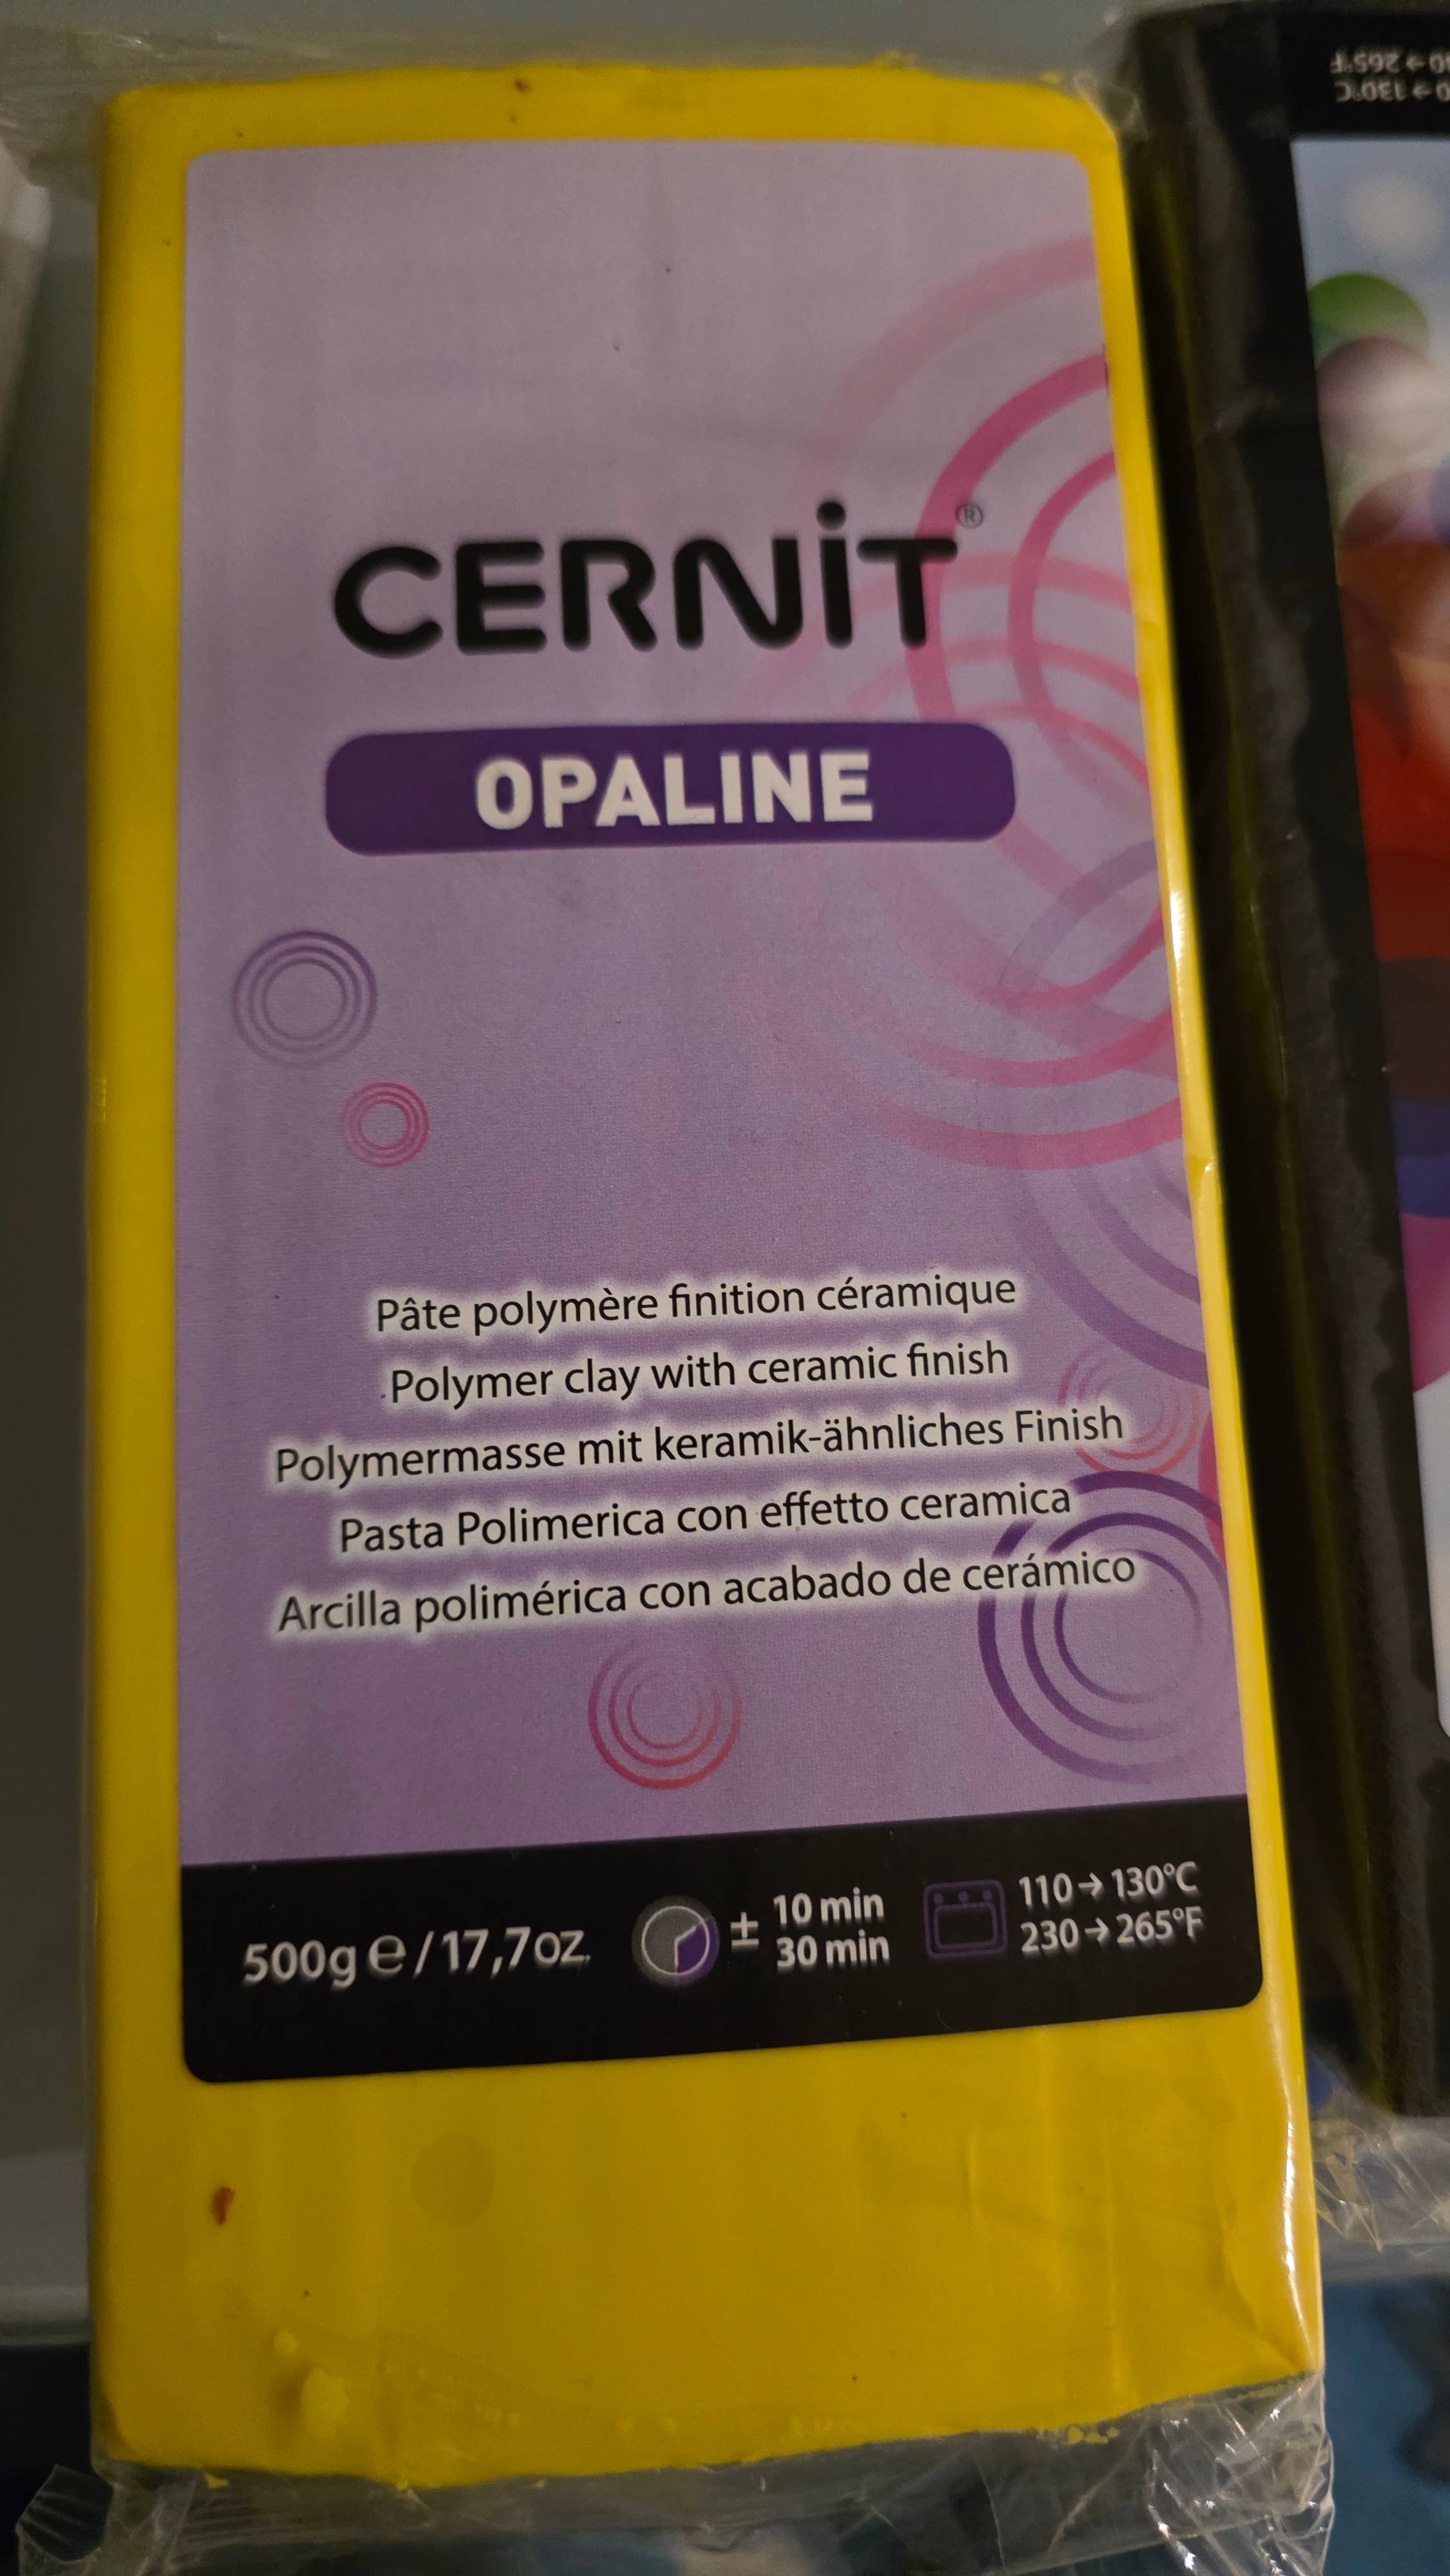 CERNiT®
OPALINE
Pâte polymère finition céramique
Polymer clay with ceramic finish
Polymermasse mit keramik-ähnliches Finish
Pasta Polimerica con effetto ceramica
Arcilla polimérica con acabado de cerámico
500g e / 17,7oz.
± 10 min
30 min
110→130°C
230→265°F
→130°C
→265°F